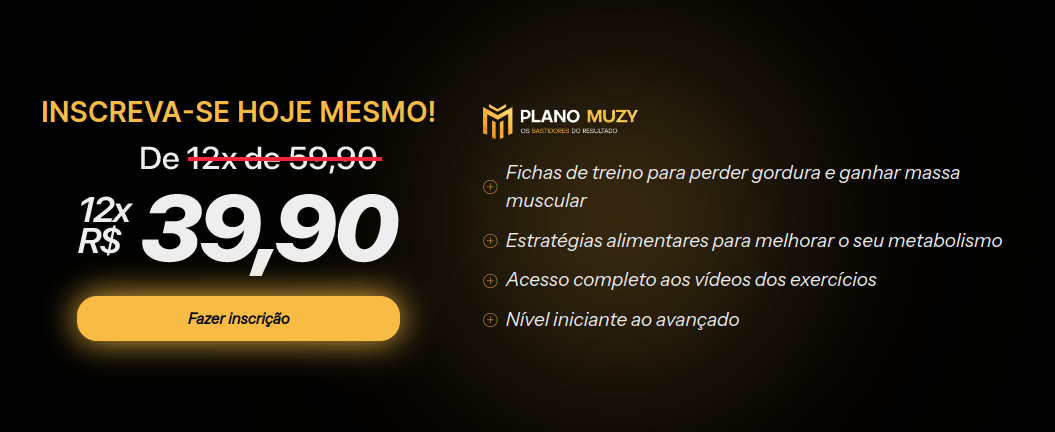 INSCREVA-SE HOJE MESMO!
De 12x de 59,90
12x
R$
39,90
Fazer inscrição
PLANO MUZY
OS BASTIDORES DO RESULTADO
Fichas de treino para perder gordura e ganhar massa
muscular
Estratégias alimentares para melhorar o seu metabolismo
Acesso completo aos vídeos dos exercícios
Nível iniciante ao avançado